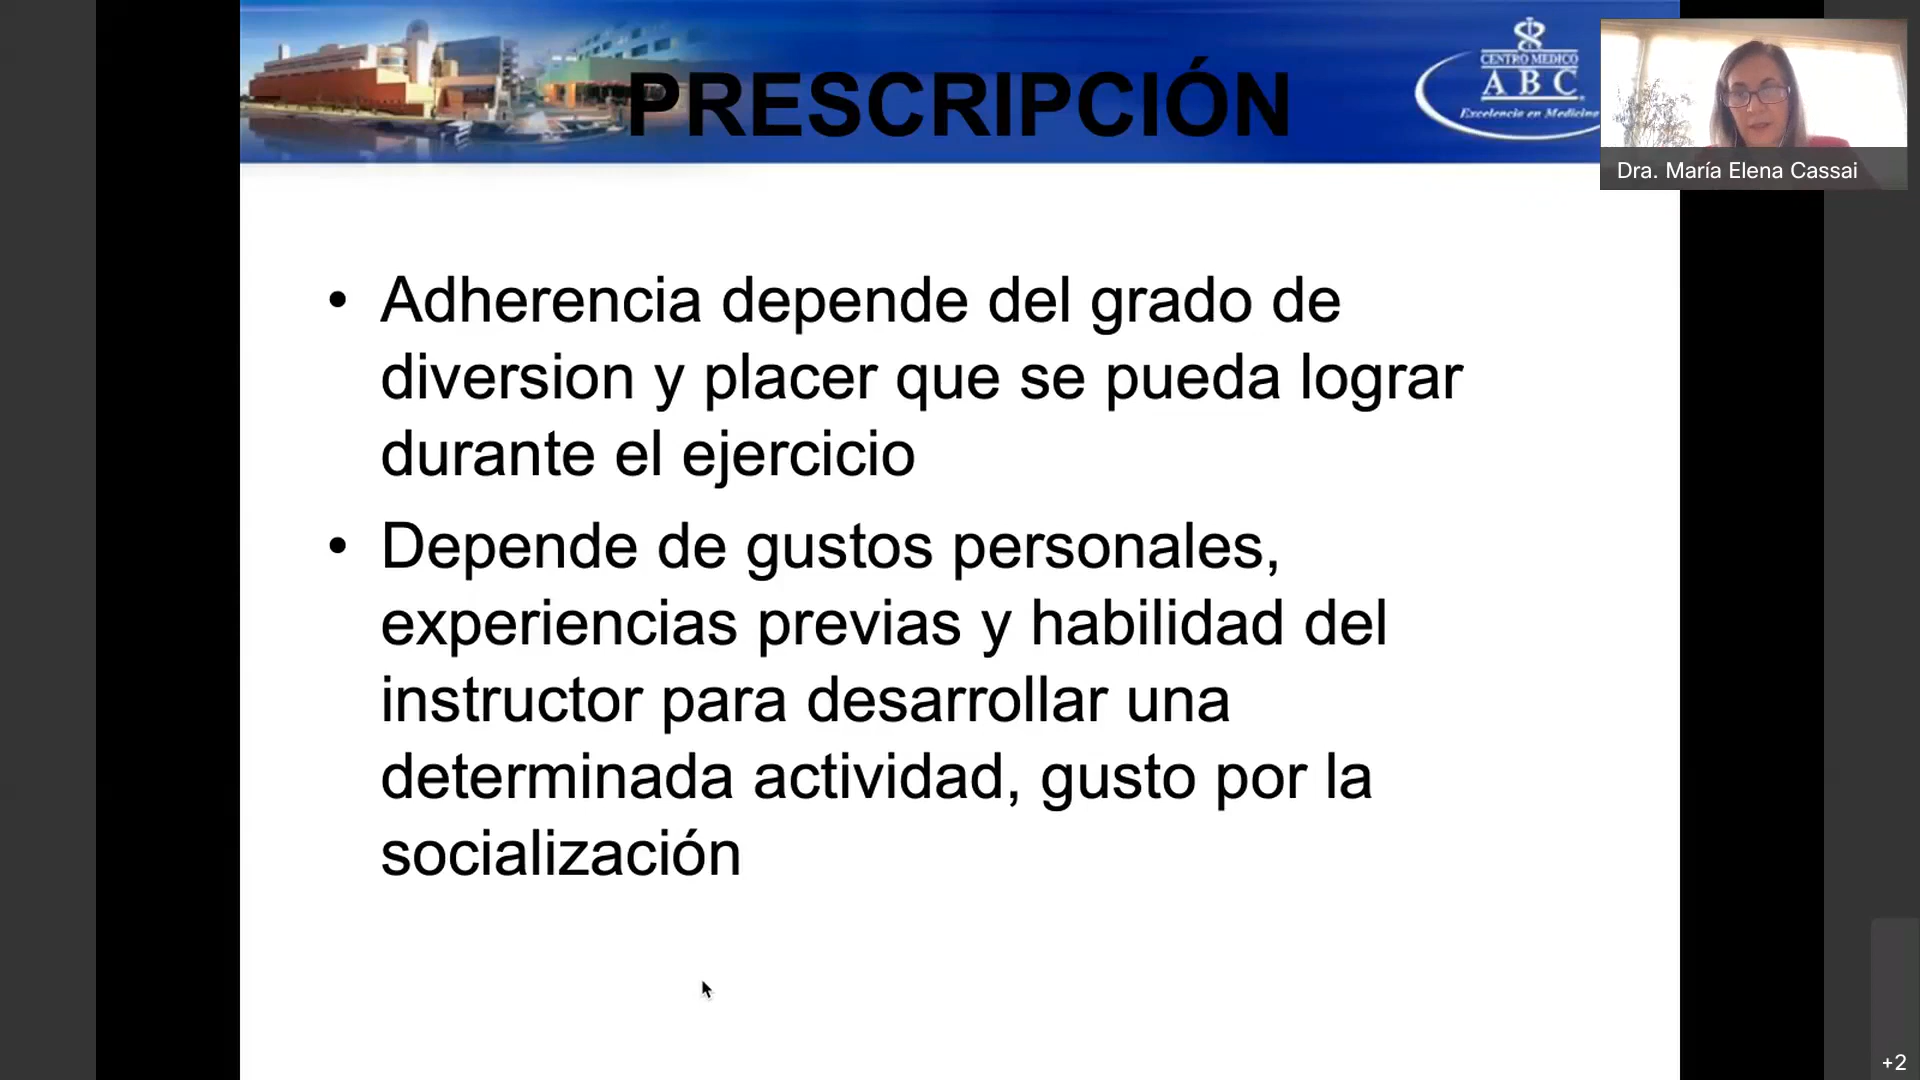 PRESCRIPCIÓN
CENTRO MEDICO
ABC
Excelencia en Medicina
Dra. María Elena Cassai
• Adherencia depende del grado de
diversion y placer que se pueda lograr
durante el ejercicio
• Depende de gustos personales,
experiencias previas y habilidad del
instructor para desarrollar una
determinada actividad, gusto por la
socialización
+2